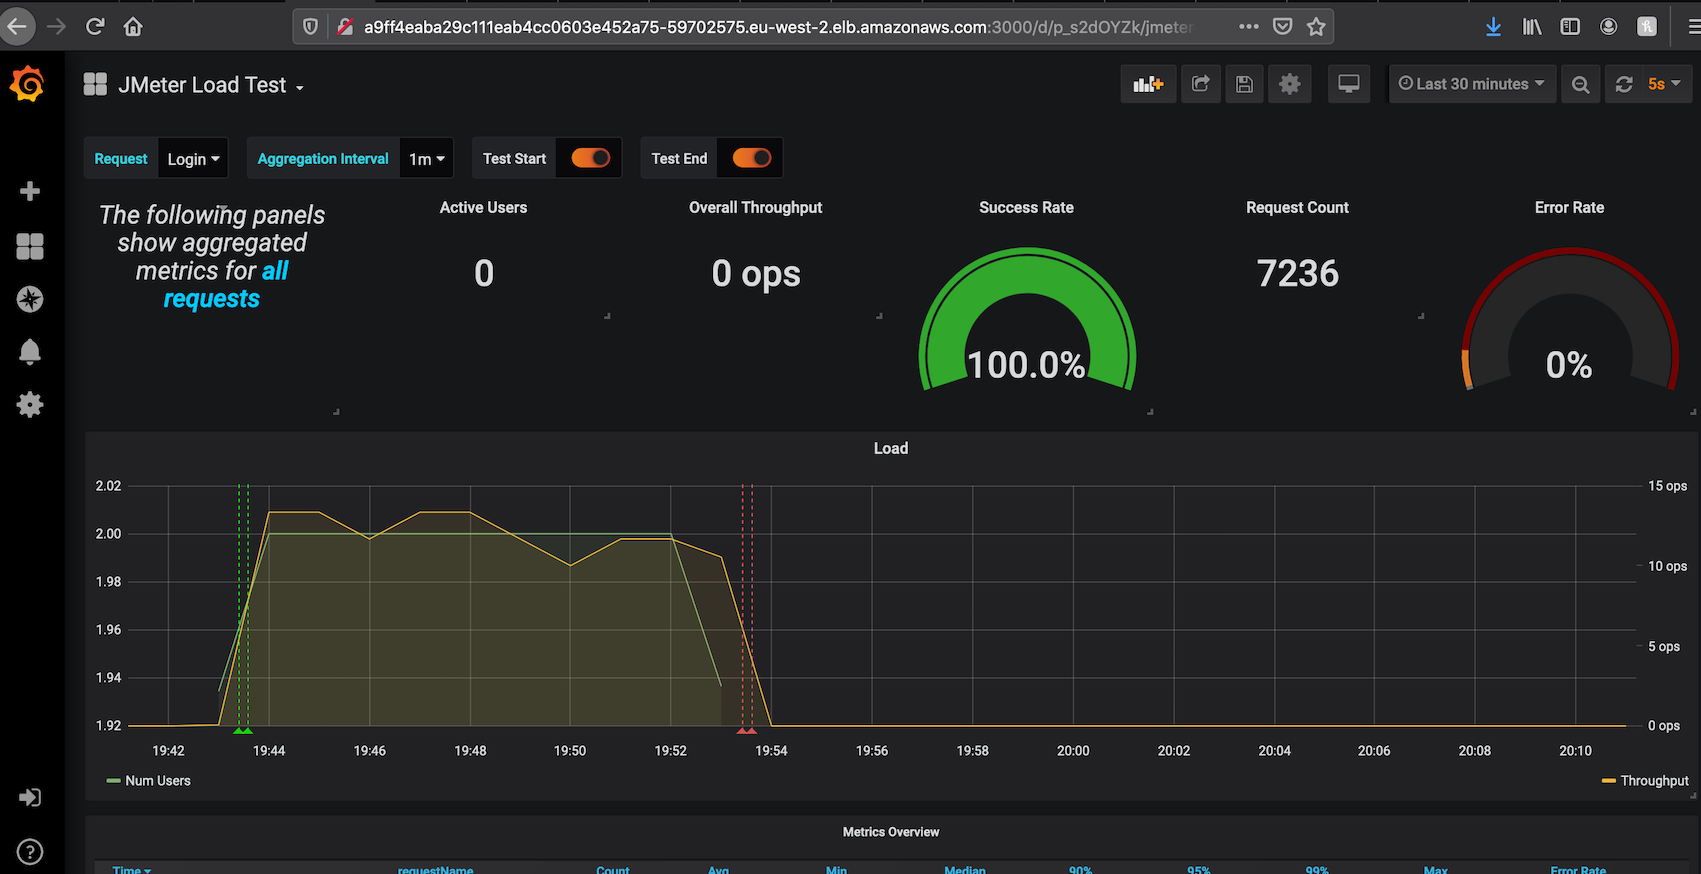 a9ff4eaba29c111eab4cc0603e452a75-59702575.eu-west-2.elb.amazonaws.com:3000/d/p_s2dOYZk/jmeter
JMeter Load Test
Last 30 minutes
5s
Request
Login
Aggregation Interval
1m
Test Start
Test End
The following panels
show aggregated
metrics for all
requests
Active Users
0
Overall Throughput
0 ops
Success Rate
100.0%
Request Count
7236
Error Rate
0%
Load
2.02
2.00
1.98
1.96
1.94
1.92
15 ops
10 ops
5 ops
0 ops
19:42 19:44 19:46 19:48 19:50 19:52 19:54 19:56 19:58 20:00 20:02 20:04 20:06 20:08 20:10
Num Users
Throughput
Metrics Overview
Time requestName Count Avg Min Median 90% 95% 99% Max Error Rate